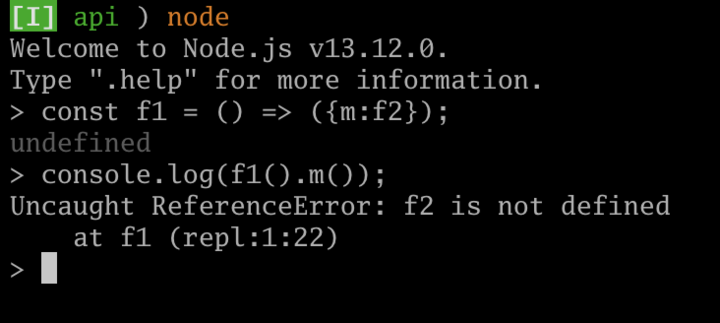 [I] api ) node
Welcome to Node.js v13.12.0.
Type ".help" for more information.
> const f1 = () => ({m:f2});
undefined
> console.log(f1().m());
Uncaught ReferenceError: f2 is not defined
    at f1 (repl:1:22)
>